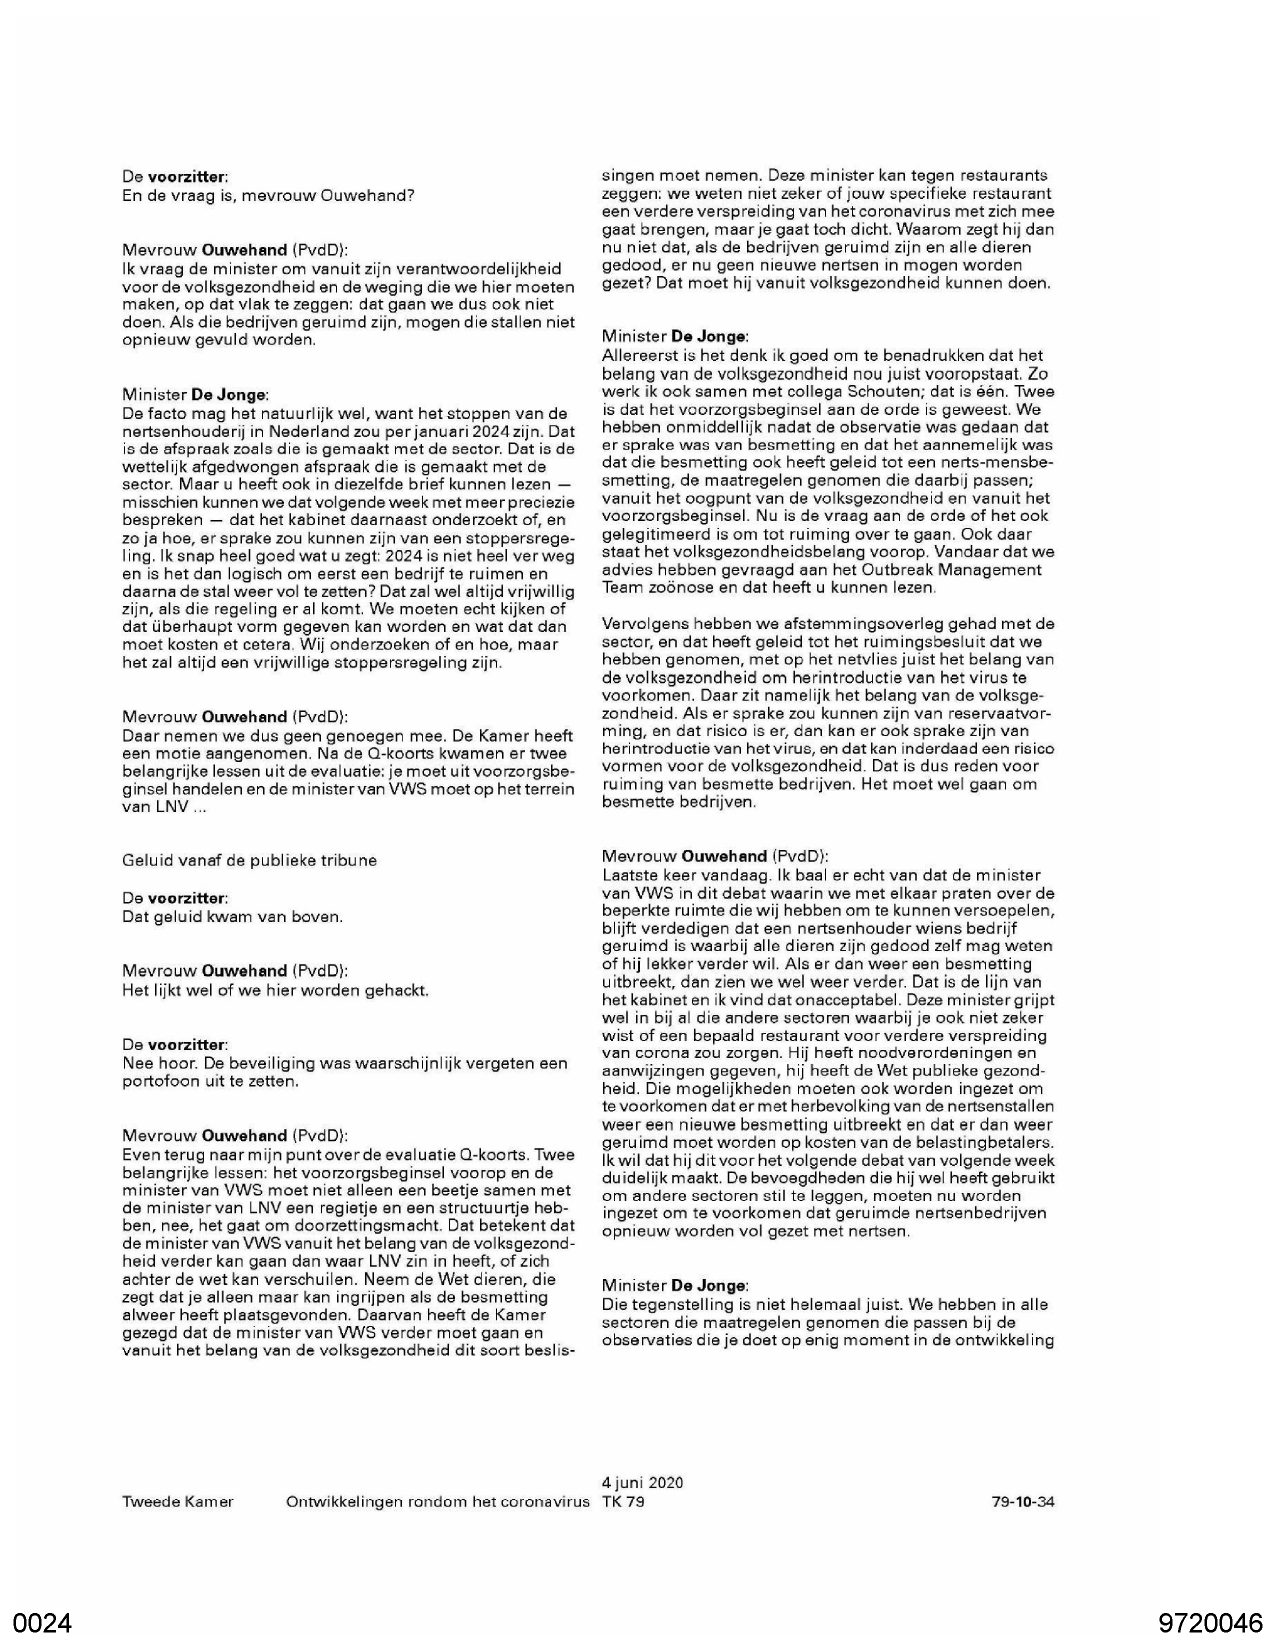 De voorzitter:
En de vraag is, mevrouw Ouwehand?
Mevrouw Ouwehand (PvdD):
Ik vraag de minister om vanuit zijn verantwoordelijkheid
voor de volksgezondheid en de weging die we hier moeten
maken, op dat vlak te zeggen: dat gaan we dus ook niet
doen. Als die bedrijven geruimd zijn, mogen die stallen niet
opnieuw gevuld worden.
Minister De Jonge:
De facto mag het natuurlijk wel, want het stoppen van de
nertsenhouderij in Nederland zou per januari 2024 zijn. Dat
is de afspraak zoals die is gemaakt met de sector. Dat is de
wettelijk afgedwongen afspraak die is gemaakt met de
sector. Maar u heeft ook in diezelfde brief kunnen lezen —
misschien kunnen we dat volgende week met meer preciezie
bespreken — dat het kabinet daarnaast onderzoekt of, en
zo ja hoe, er sprake zou kunnen zijn van een stoppersrege-
ling. Ik snap heel goed wat u zegt: 2024 is niet heel ver weg
en is het dan logisch om eerst een bedrijf te ruimen en
daarna de stal weer vol te zetten? Dat zal wel altijd vrijwillig
zijn, als die regeling er al komt. We moeten echt kijken of
dat überhaupt vorm gegeven kan worden en wat dat dan
moet kosten et cetera. Wij onderzoeken of en hoe, maar
het zal altijd een vrijwillige stoppersregeling zijn.
Mevrouw Ouwehand (PvdD):
Daar nemen we dus geen genoegen mee. De Kamer heeft
een motie aangenomen. Na de Q-koorts kwamen er twee
belangrijke lessen uit de evaluatie: je moet uit voorzorgsbe-
ginsel handelen en de minister van VWS moet op het terrein
van LNV ...
Geluid vanaf de publieke tribune
De voorzitter:
Dat geluid kwam van boven.
Mevrouw Ouwehand (PvdD):
Het lijkt wel of we hier worden gehackt.
De voorzitter:
Nee hoor. De beveiliging was waarschijnlijk vergeten een
portofoon uit te zetten.
Mevrouw Ouwehand (PvdD):
Even terug naar mijn punt over de evaluatie Q-koorts. Twee
belangrijke lessen: het voorzorgsbeginsel voorop en de
minister van VWS moet niet alleen een beetje samen met
de minister van LNV een regietje en een structuurtje heb-
ben, nee, het gaat om doorzettingsmacht. Dat betekent dat
de minister van VWS vanuit het belang van de volksgezond-
heid verder kan gaan dan waar LNV zin in heeft, of zich
achter de wet kan verschuilen. Neem de Wet dieren, die
zegt dat je alleen maar kan ingrijpen als de besmetting
alweer heeft plaatsgevonden. Daarvan heeft de Kamer
gezegd dat de minister van VWS verder moet gaan en
vanuit het belang van de volksgezondheid dit soort beslis-
singen moet nemen. Deze minister kan tegen restaurants
zeggen: we weten niet zeker of jouw specifieke restaurant
een verdere verspreiding van het coronavirus met zich mee
gaat brengen, maar je gaat toch dicht. Waarom zegt hij dan
nu niet dat, als de bedrijven geruimd zijn en alle dieren
gedood, er nu geen nieuwe nertsen in mogen worden
gezet? Dat moet hij vanuit volksgezondheid kunnen doen.
Minister De Jonge:
Allereerst is het denk ik goed om te benadrukken dat het
belang van de volksgezondheid nou juist vooropstaat. Zo
werk ik ook samen met collega Schouten; dat is één. Twee
is dat het voorzorgsbeginsel aan de orde is geweest. We
hebben onmiddellijk nadat de observatie was gedaan dat
er sprake was van besmetting en dat het aannemelijk was
dat die besmetting ook heeft geleid tot een nerts-mensbe-
smetting, de maatregelen genomen die daarbij passen;
vanuit het oogpunt van de volksgezondheid en vanuit het
voorzorgsbeginsel. Nu is de vraag aan de orde of het ook
gelegitimeerd is om tot ruiming over te gaan. Ook daar
staat het volksgezondheidsbelang voorop. Vandaar dat we
advies hebben gevraagd aan het Outbreak Management
Team zoönose en dat heeft u kunnen lezen.
Vervolgens hebben we afstemmingsoverleg gehad met de
sector, en dat heeft geleid tot het ruimingsbesluit dat we
hebben genomen, met op het netvlies juist het belang van
de volksgezondheid om herintroductie van het virus te
voorkomen. Daar zit namelijk het belang van de volksge-
zondheid. Als er sprake zou kunnen zijn van reservaatvor-
ming, en dat risico is er, dan kan er ook sprake zijn van
herintroductie van het virus, en dat kan inderdaad een risico
vormen voor de volksgezondheid. Dat is dus reden voor
ruiming van besmette bedrijven. Het moet wel gaan om
besmette bedrijven.
Mevrouw Ouwehand (PvdD):
Laatste keer vandaag. Ik baal er echt van dat de minister
van VWS in dit debat waarin we met elkaar praten over de
beperkte ruimte die wij hebben om te kunnen versoepelen,
blijft verdedigen dat een nertsenhouder wiens bedrijf
geruimd is waarbij alle dieren zijn gedood zelf mag weten
of hij lekker verder wil. Als er dan weer een besmetting
uitbreekt, dan zien we wel weer verder. Dat is de lijn van
het kabinet en ik vind dat onacceptabel. Deze minister grijpt
wel in bij al die andere sectoren waarbij je ook niet zeker
wist of een bepaald restaurant voor verdere verspreiding
van corona zou zorgen. Hij heeft noodverordeningen en
aanwijzingen gegeven, hij heeft de Wet publieke gezond-
heid. Die mogelijkheden moeten ook worden ingezet om
te voorkomen dat er met herbevolking van de nertsenstallen
weer een nieuwe besmetting uitbreekt en dat er dan weer
geruimd moet worden op kosten van de belastingbetalers.
Ik wil dat hij dit voor het volgende debat van volgende week
duidelijk maakt. De bevoegdheden die hij wel heeft gebruikt
om andere sectoren stil te leggen, moeten nu worden
ingezet om te voorkomen dat geruimde nertsenbedrijven
opnieuw worden vol gezet met nertsen.
Minister De Jonge:
Die tegenstelling is niet helemaal juist. We hebben in alle
sectoren die maatregelen genomen die passen bij de
observaties die je doet op enig moment in de ontwikkeling
4 juni 2020
Tweede Kamer Ontwikkelingen rondom het coronavirus TK 79 79-10-34
0024 9720046